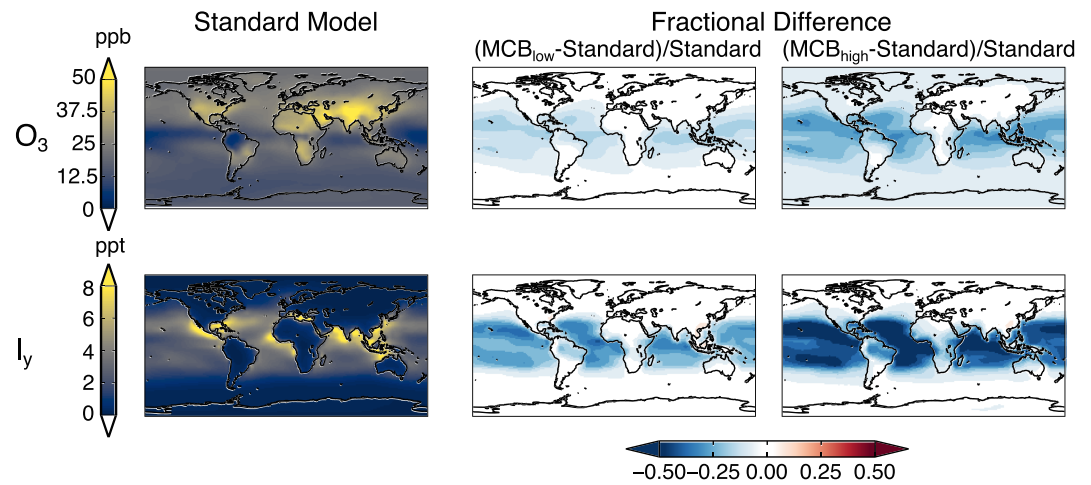 Standard Model
Fractional Difference
(MCBlow-Standard)/Standard
(MCBhigh-Standard)/Standard
ppb
50
37.5
25
12.5
0
O3
ppt
8
6
4
2
0
Iy
−0.50 −0.25 0.00 0.25 0.50